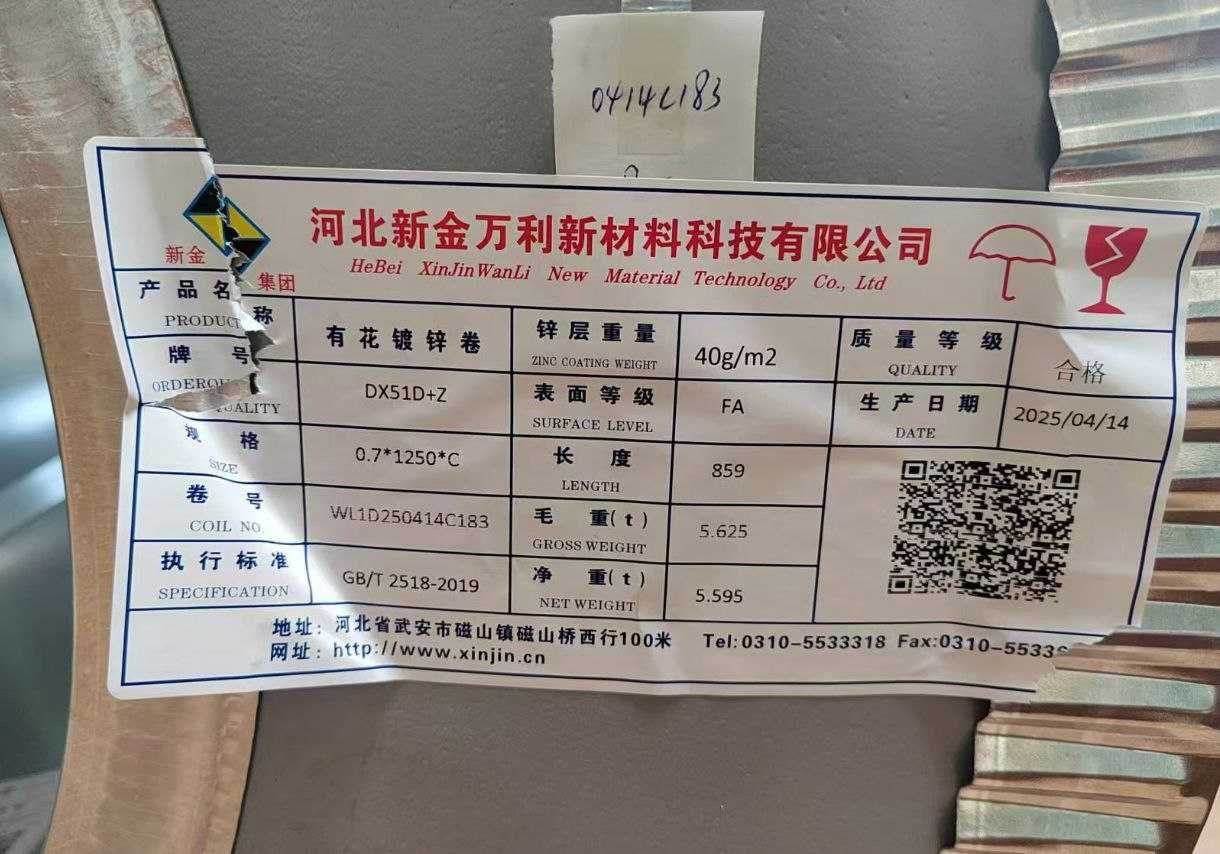 0414C183
河北新金万利新材料科技有限公司
HeBei XinJinWanLi New Material Technology Co., Ltd
新金 集团
产品名称 PRODUCT
有花镀锌卷
锌层重量 ZINC COATING WEIGHT
40g/m2
质量等级 QUALITY
合格
牌号 QUALITY
DX51D+Z
表面等级 SURFACE LEVEL
FA
生产日期 DATE
2025/04/14
规格 SIZE
0.7*1250*C
长度 LENGTH
859
卷号 COIL NO.
WL1D250414C183
毛重(t) GROSS WEIGHT
5.625
执行标准 SPECIFICATION
GB/T 2518-2019
净重(t) NET WEIGHT
5.595
地址：河北省武安市磁山镇磁山桥西行100米 Tel:0310-5533318 Fax:0310-5533
网址：http://www.xinjin.cn